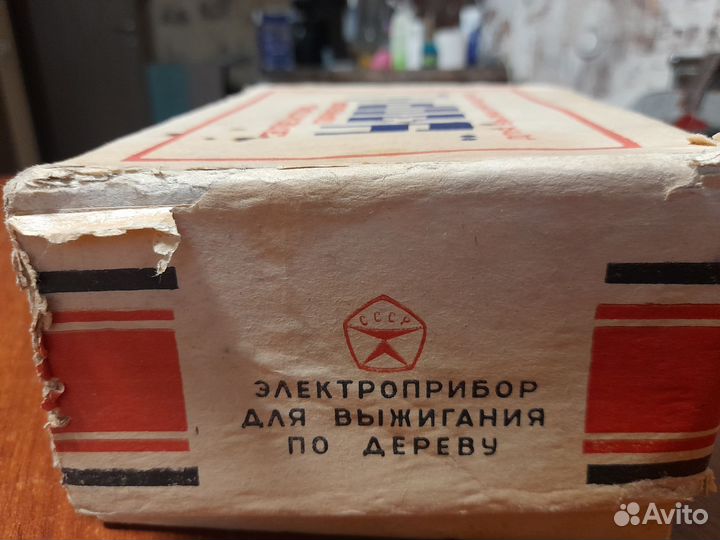 СССР
ЭЛЕКТРОПРИБОР
ДЛЯ ВЫЖИГАНИЯ
ПО ДЕРЕВУ
Avito